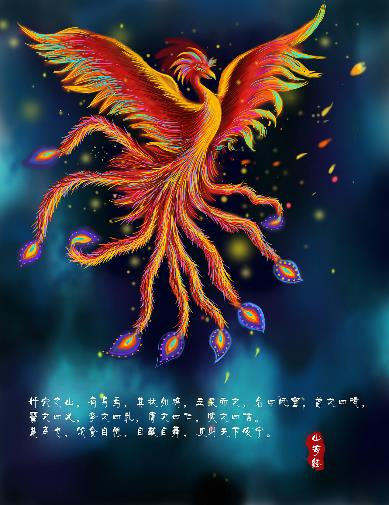 丹穴之山，有鸟焉，其状如鸡，五采而文，名曰凤皇，首文曰德，
翼文曰义，背文曰礼，膺文曰仁，腹文曰信。
是鸟也，饮食自然，自歌自舞，见则天下安宁。
山海经